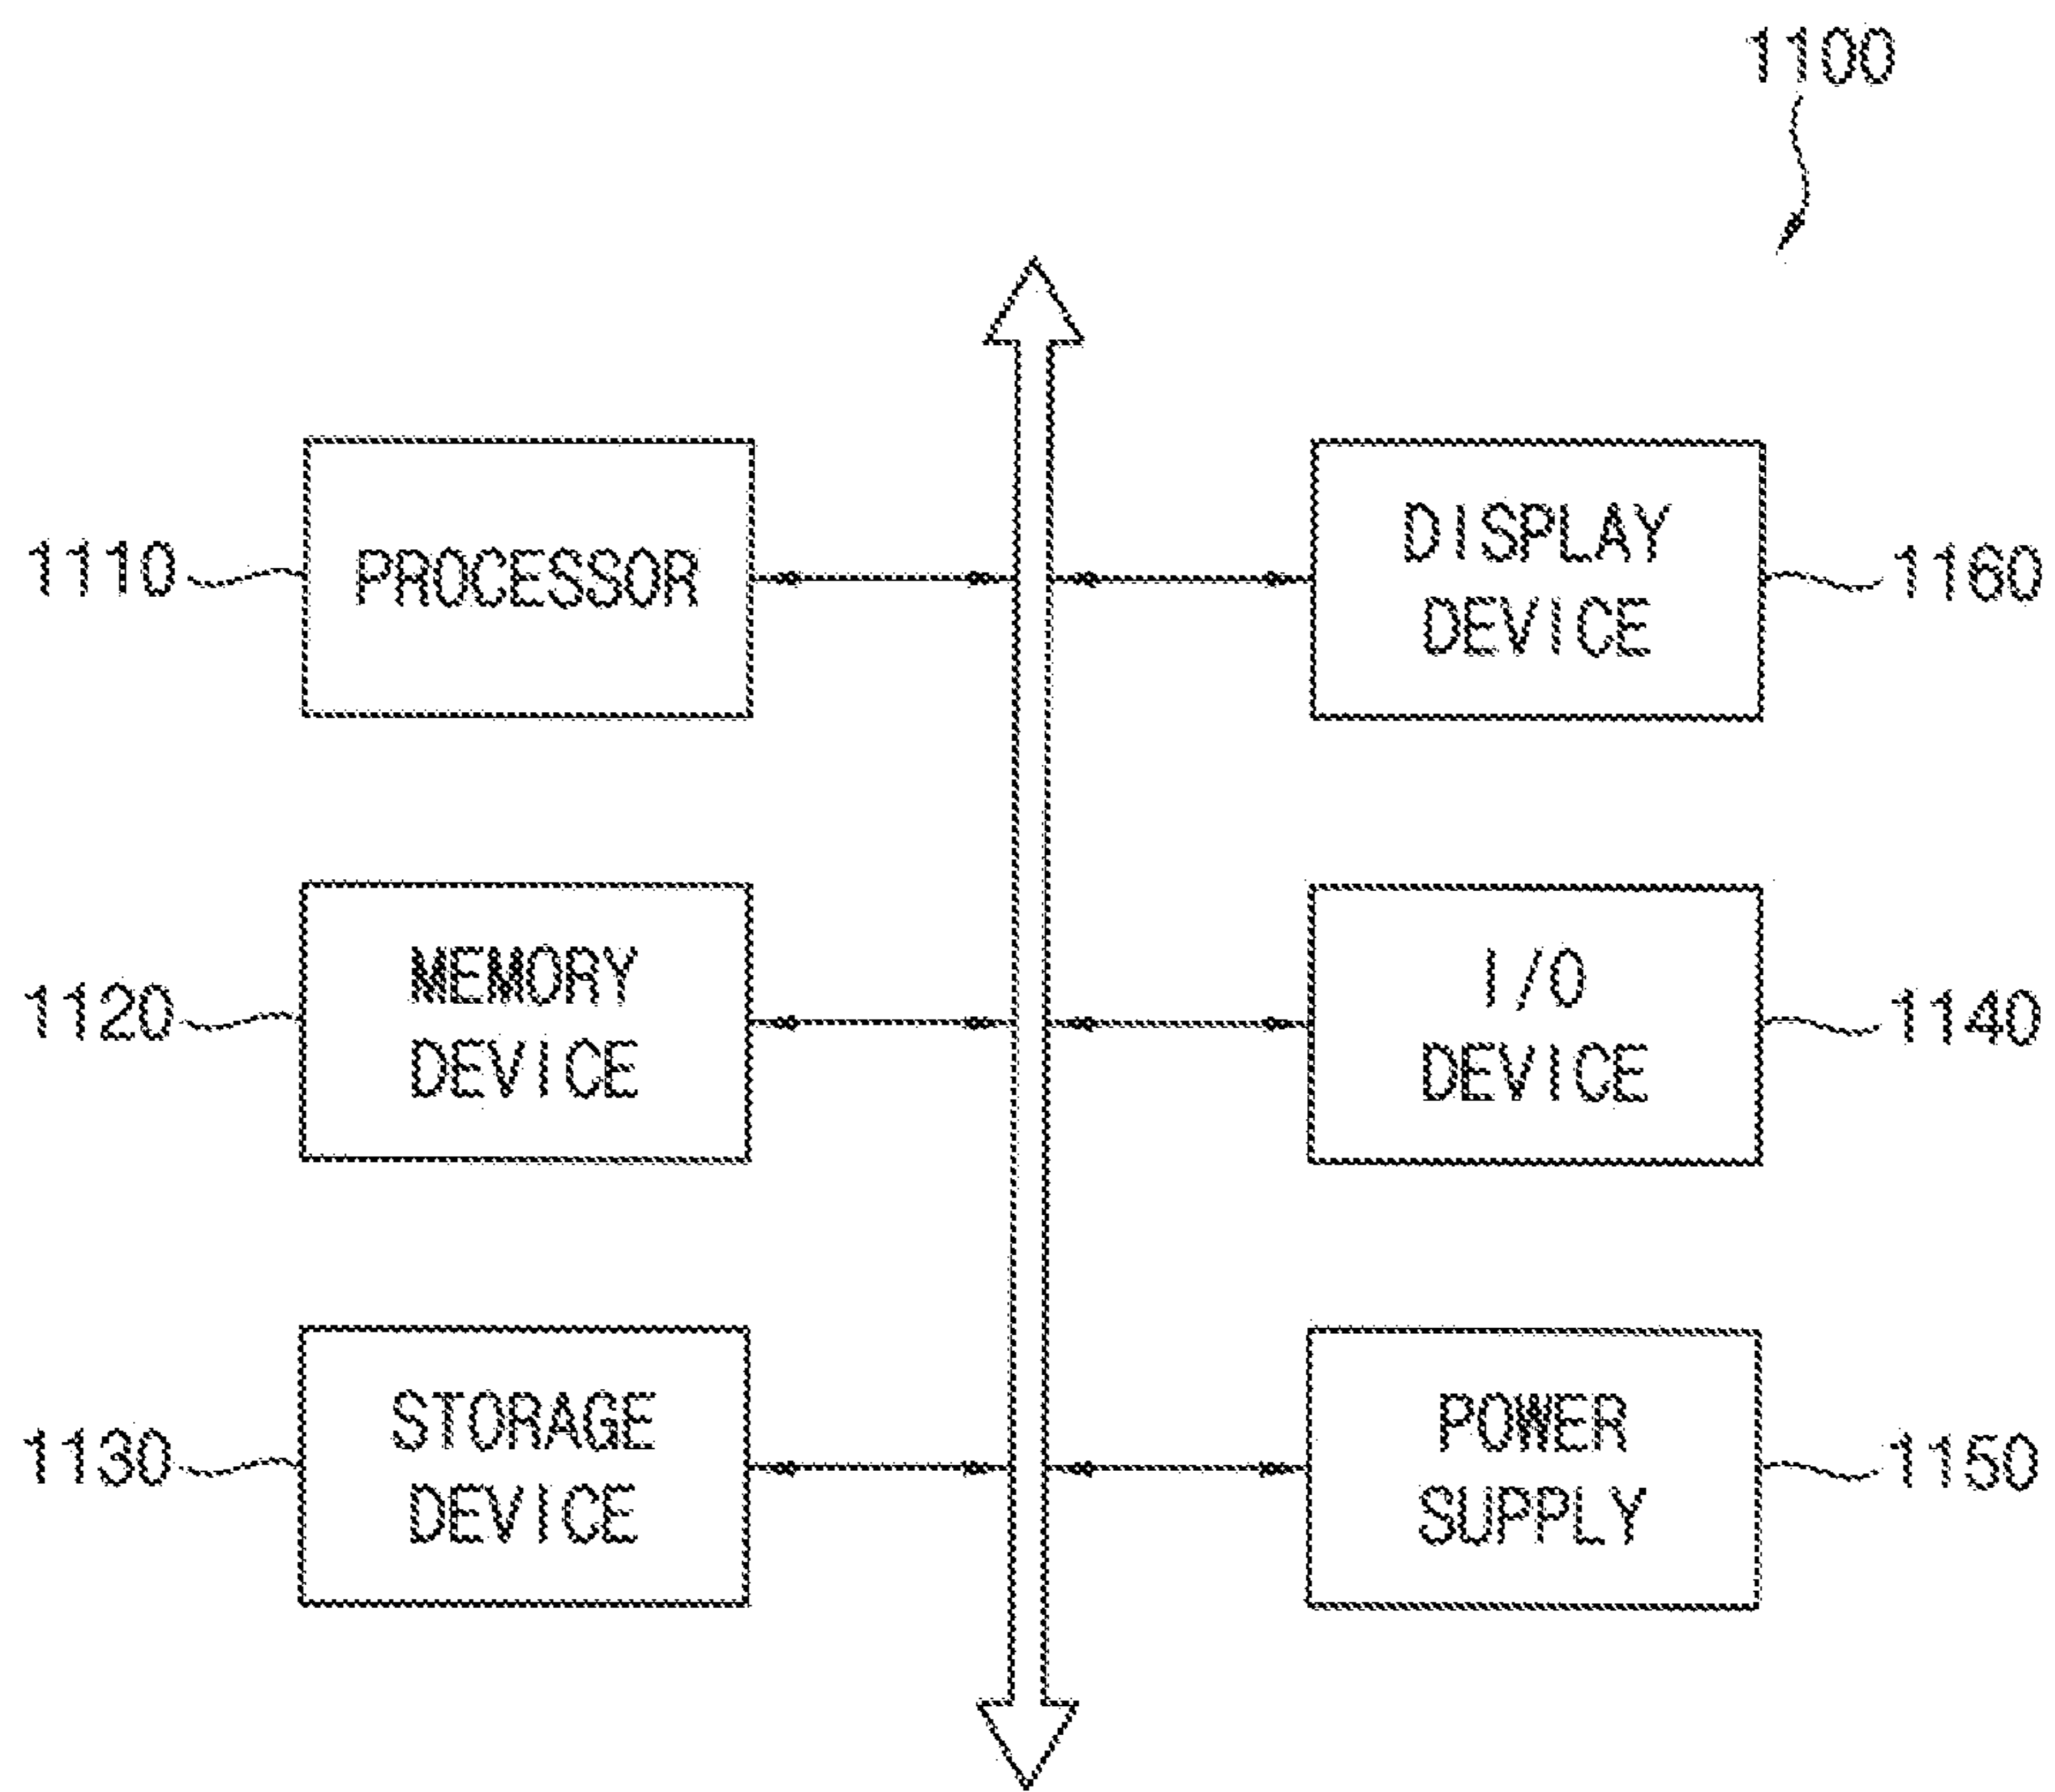 1100
1110
PROCESSOR
DISPLAY
DEVICE
1160
1120
MEMORY
DEVICE
I/O
DEVICE
1140
1130
STORAGE
DEVICE
POWER
SUPPLY
1150